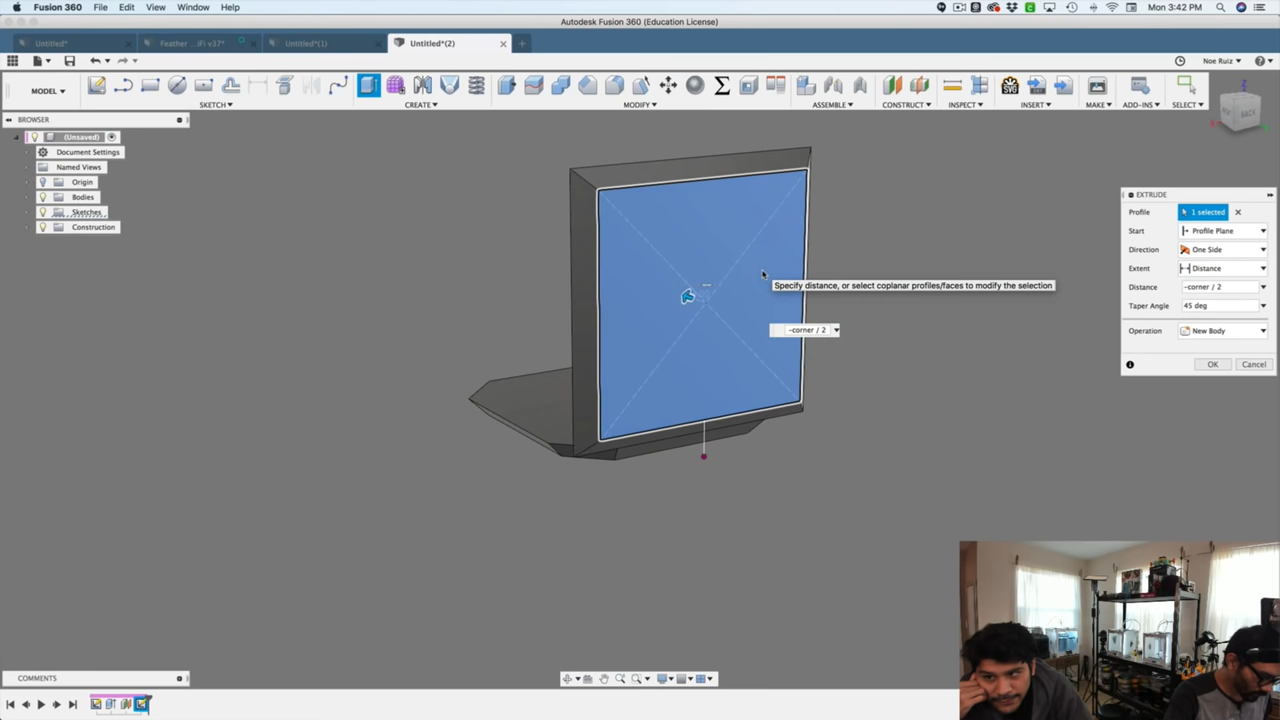 Fusion 360 File Edit View Window Help Mon 3:42 PM
Autodesk Fusion 360 (Education License)
Untitled* Feather ...iFi v37* Untitled*(1) Untitled*(2)
Noe Ruiz
MODEL SKETCH CREATE MODIFY ASSEMBLE CONSTRUCT INSPECT INSERT MAKE ADD-INS SELECT
BROWSER
(Unsaved)
Document Settings
Named Views
Origin
Bodies
Sketches
Construction
BACK
EXTRUDE
Profile 1 selected
Start Profile Plane
Direction One Side
Extent Distance
Distance -corner / 2
Taper Angle 45 deg
Operation New Body
OK Cancel
Specify distance, or select coplanar profiles/faces to modify the selection
-corner / 2
COMMENTS